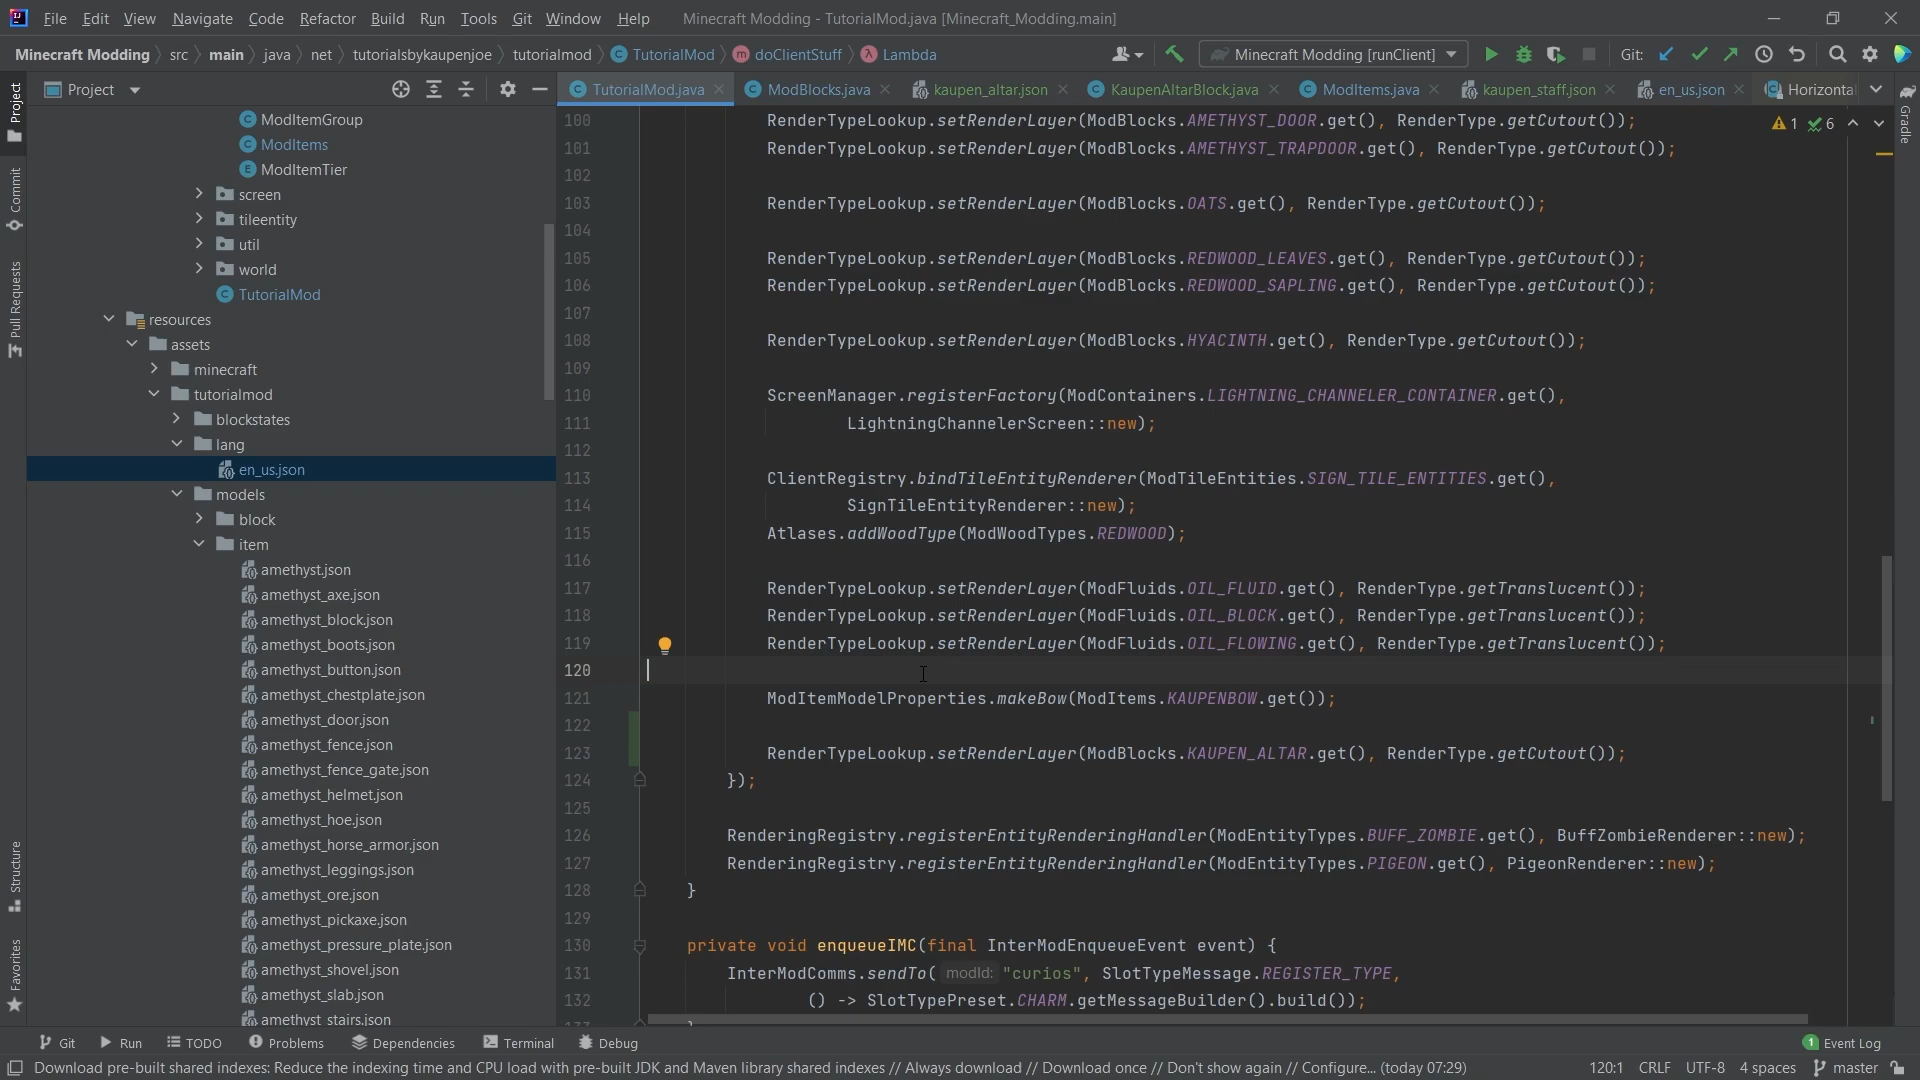 File Edit View Navigate Code Refactor Build Run Tools Git Window Help Minecraft Modding - TutorialMod.java [Minecraft_Modding.main]
Minecraft Modding src main java net tutorialsbykaupenjoe tutorialmod TutorialMod doClientStuff Lambda Minecraft Modding [runClient] Git:
Project TutorialMod.java ModBlocks.java kaupen_altar.json KaupenAltarBlock.java ModItems.java kaupen_staff.json en_us.json Horizonta
Project
Commit
Pull Requests
Structure
Favorites
Gradle
ModItemGroup
ModItems
ModItemTier
screen
tileentity
util
world
TutorialMod
resources
assets
minecraft
tutorialmod
blockstates
lang
en_us.json
models
block
item
amethyst.json
amethyst_axe.json
amethyst_block.json
amethyst_boots.json
amethyst_button.json
amethyst_chestplate.json
amethyst_door.json
amethyst_fence.json
amethyst_fence_gate.json
amethyst_helmet.json
amethyst_hoe.json
amethyst_horse_armor.json
amethyst_leggings.json
amethyst_ore.json
amethyst_pickaxe.json
amethyst_pressure_plate.json
amethyst_shovel.json
amethyst_slab.json
amethyst_stairs.json
1 6
100 RenderTypeLookup.setRenderLayer(ModBlocks.AMETHYST_DOOR.get(), RenderType.getCutout());
101 RenderTypeLookup.setRenderLayer(ModBlocks.AMETHYST_TRAPDOOR.get(), RenderType.getCutout());
102
103 RenderTypeLookup.setRenderLayer(ModBlocks.OATS.get(), RenderType.getCutout());
104
105 RenderTypeLookup.setRenderLayer(ModBlocks.REDWOOD_LEAVES.get(), RenderType.getCutout());
106 RenderTypeLookup.setRenderLayer(ModBlocks.REDWOOD_SAPLING.get(), RenderType.getCutout());
107
108 RenderTypeLookup.setRenderLayer(ModBlocks.HYACINTH.get(), RenderType.getCutout());
109
110 ScreenManager.registerFactory(ModContainers.LIGHTNING_CHANNELER_CONTAINER.get(),
111 LightningChannelerScreen::new);
112
113 ClientRegistry.bindTileEntityRenderer(ModTileEntities.SIGN_TILE_ENTITIES.get(),
114 SignTileEntityRenderer::new);
115 Atlases.addWoodType(ModWoodTypes.REDWOOD);
116
117 RenderTypeLookup.setRenderLayer(ModFluids.OIL_FLUID.get(), RenderType.getTranslucent());
118 RenderTypeLookup.setRenderLayer(ModFluids.OIL_BLOCK.get(), RenderType.getTranslucent());
119 RenderTypeLookup.setRenderLayer(ModFluids.OIL_FLOWING.get(), RenderType.getTranslucent());
120
121 ModItemModelProperties.makeBow(ModItems.KAUPENBOW.get());
122
123 RenderTypeLookup.setRenderLayer(ModBlocks.KAUPEN_ALTAR.get(), RenderType.getCutout());
124 });
125
126 RenderingRegistry.registerEntityRenderingHandler(ModEntityTypes.BUFF_ZOMBIE.get(), BuffZombieRenderer::new);
127 RenderingRegistry.registerEntityRenderingHandler(ModEntityTypes.PIGEON.get(), PigeonRenderer::new);
128 }
129
130 private void enqueueIMC(final InterModEnqueueEvent event) {
131 InterModComms.sendTo( modId: "curios", SlotTypeMessage.REGISTER_TYPE,
132 () -> SlotTypePreset.CHARM.getMessageBuilder().build());
Git Run TODO Problems Dependencies Terminal Debug 1 Event Log
Download pre-built shared indexes: Reduce the indexing time and CPU load with pre-built JDK and Maven library shared indexes // Always download // Download once // Don't show again // Configure... (today 07:29) 120:1 CRLF UTF-8 4 spaces master